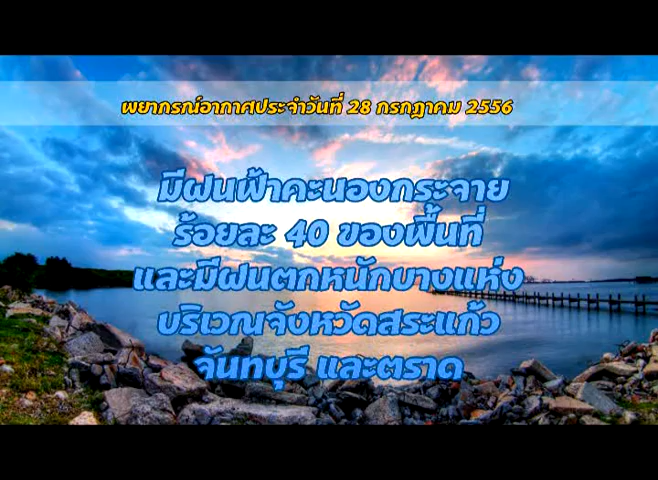 พยากรณ์อากาศประจำวันที่ 28 กรกฎาคม 2556
มีฝนฟ้าคะนองกระจาย
ร้อยละ 40 ของพื้นที่
และมีฝนตกหนักบางแห่ง
บริเวณจังหวัดสระแก้ว
จันทบุรี และตราด